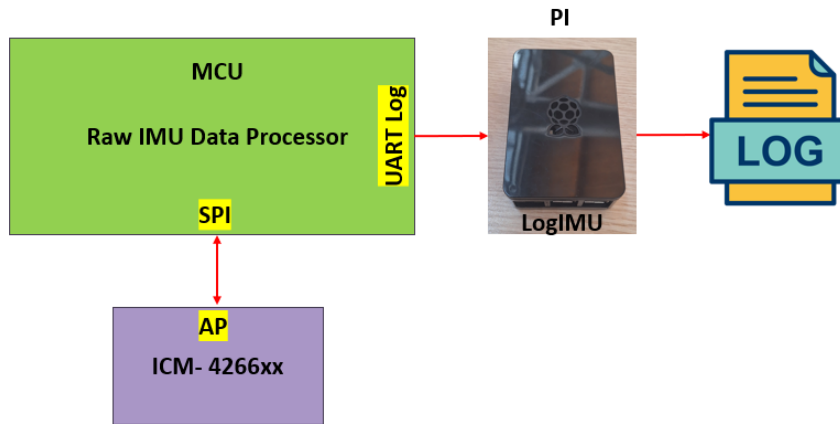 PI
MCU
Raw IMU Data Processor
UART Log
SPI
LogIMU
LOG
AP
ICM- 4266xx